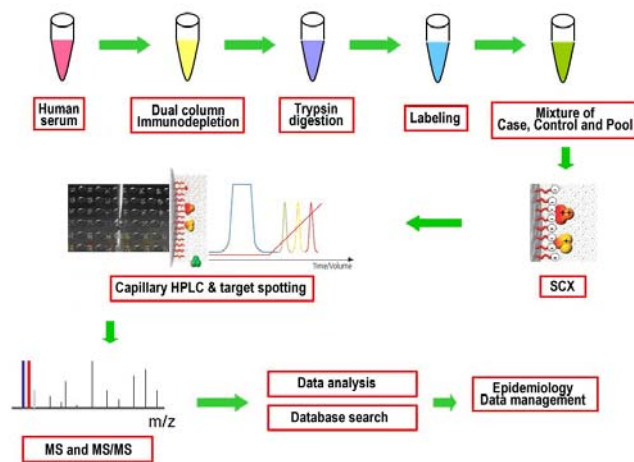 Human
serum
Dual column
Immunodepletion
Trypsin
digestion
Labeling
Mixture of
Case, Control and Pool
Time/Volume
Capillary HPLC & target spotting
SCX
m/z
MS and MS/MS
Data analysis
Database search
Epidemiology
Data management